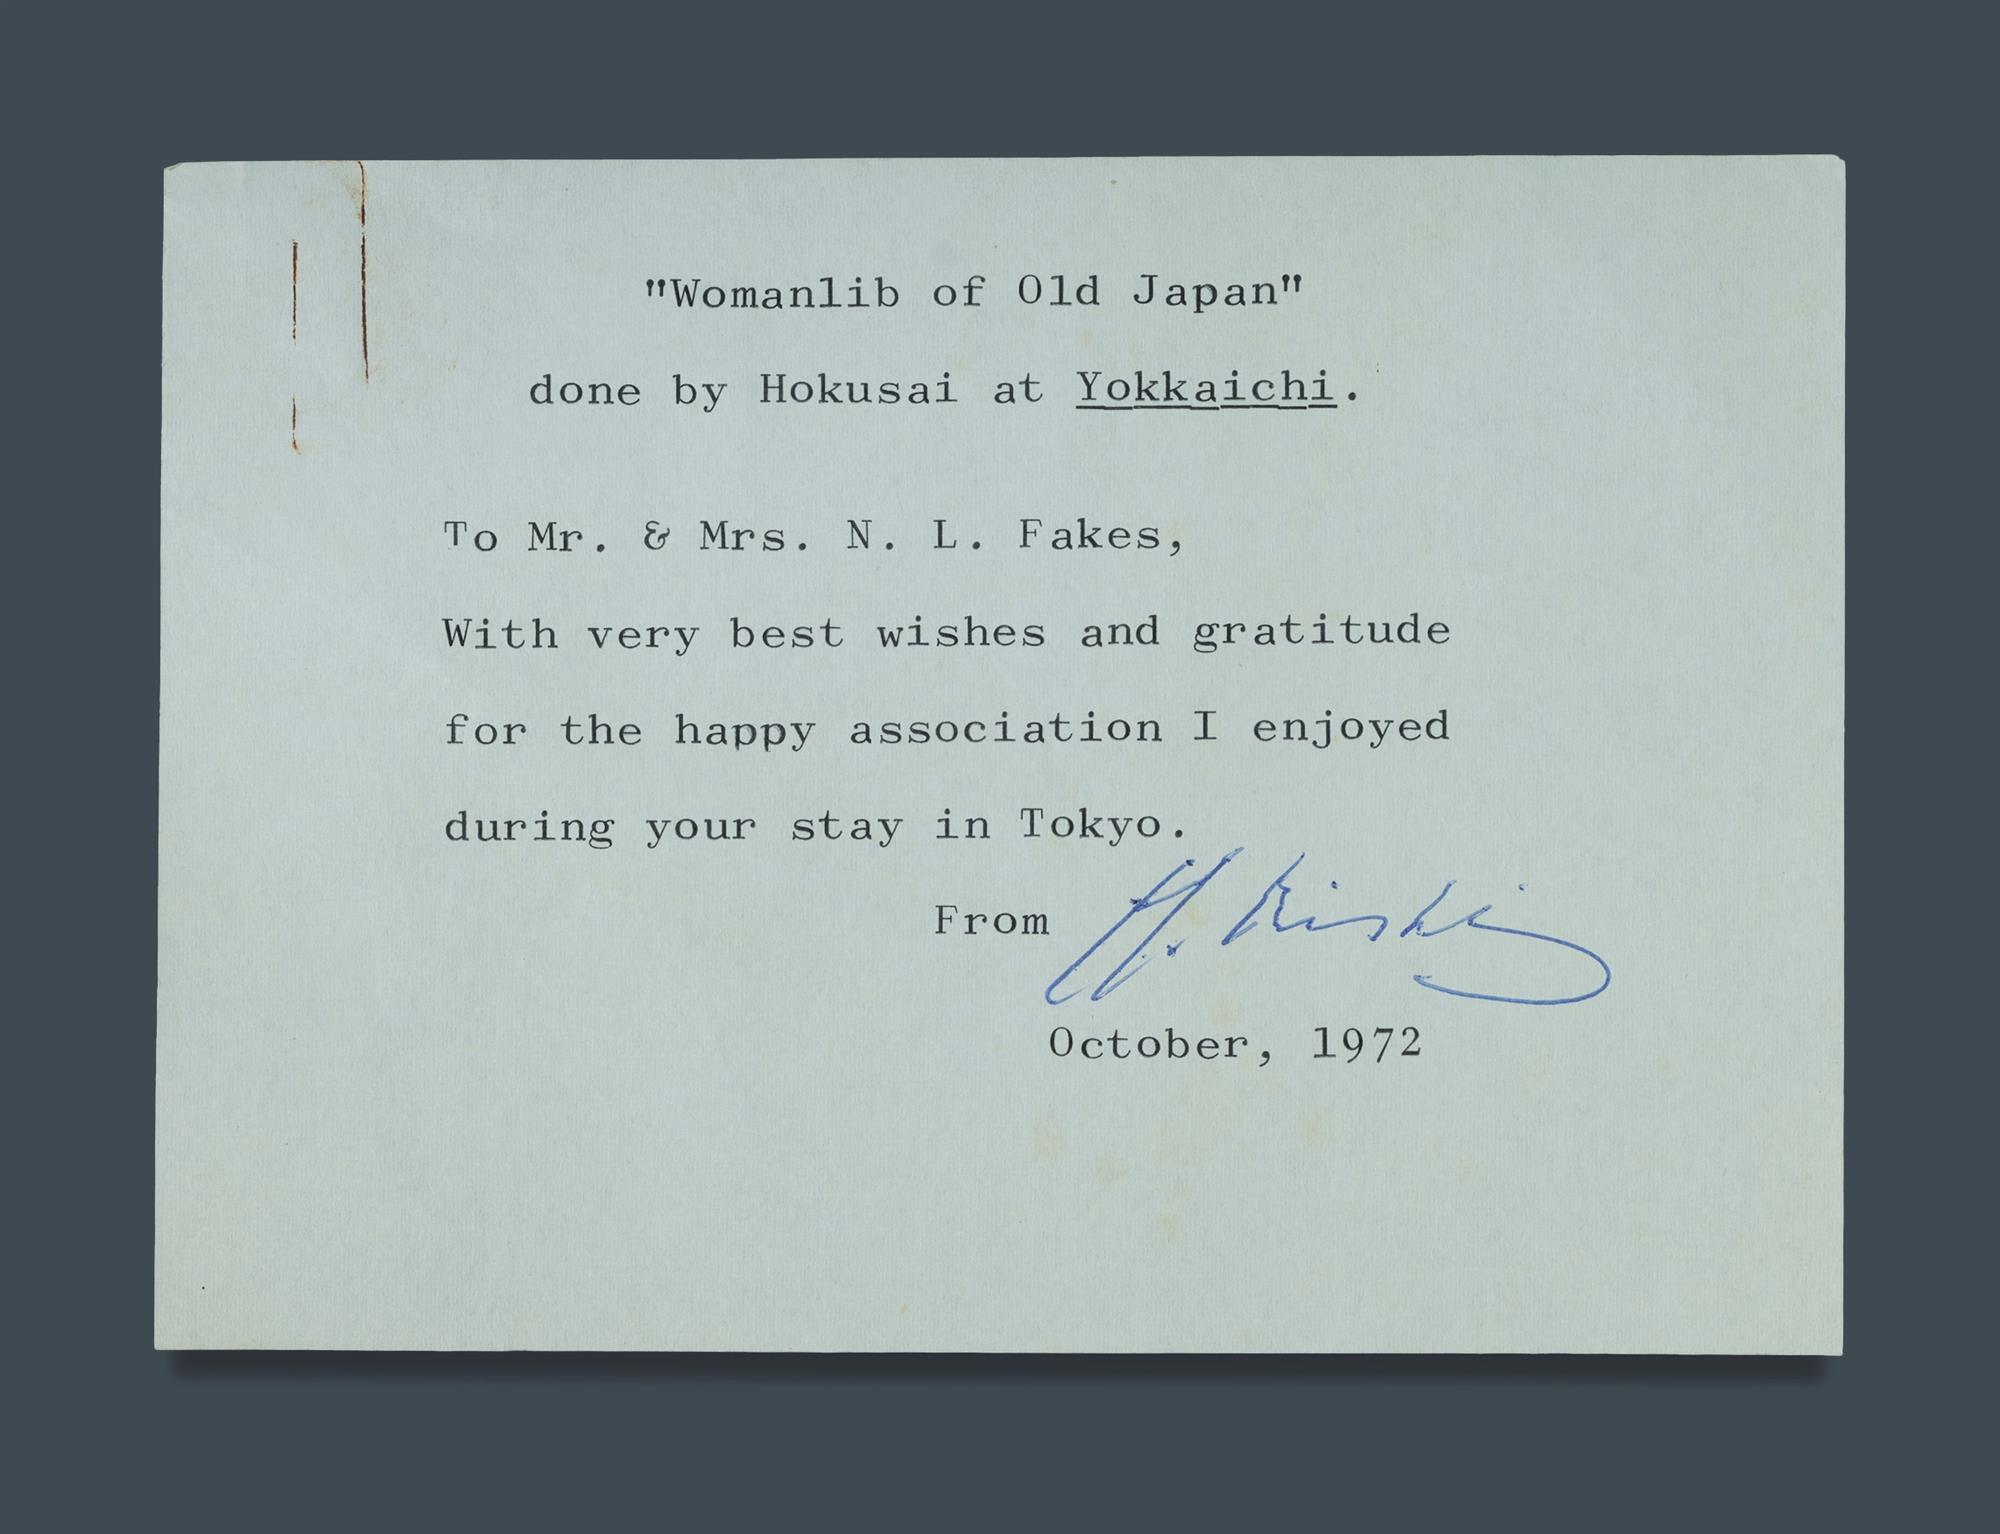 "Womanlib of Old Japan"
done by Hokusai at Yokkaichi.
To Mr. & Mrs. N. L. Fakes,
With very best wishes and gratitude
for the happy association I enjoyed
during your stay in Tokyo.
From H.
October, 1972